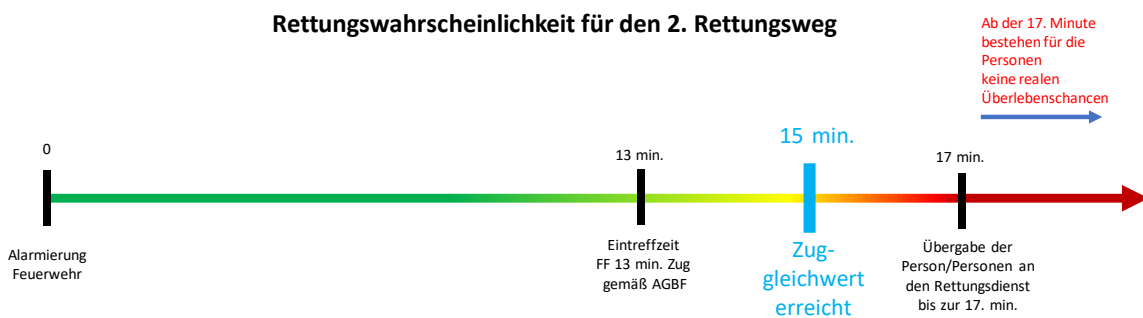 Rettungswahrscheinlichkeit für den 2. Rettungsweg
Ab der 17. Minute
bestehen für die
Personen
keine realen
Überlebenschancen
0
13 min.
15 min.
17 min.
Alarmierung
Feuerwehr
Eintreffzeit
FF 13 min. Zug
gemäß AGBF
Zug-
gleichwert
erreicht
Übergabe der
Person/Personen an
den Rettungsdienst
bis zur 17. min.